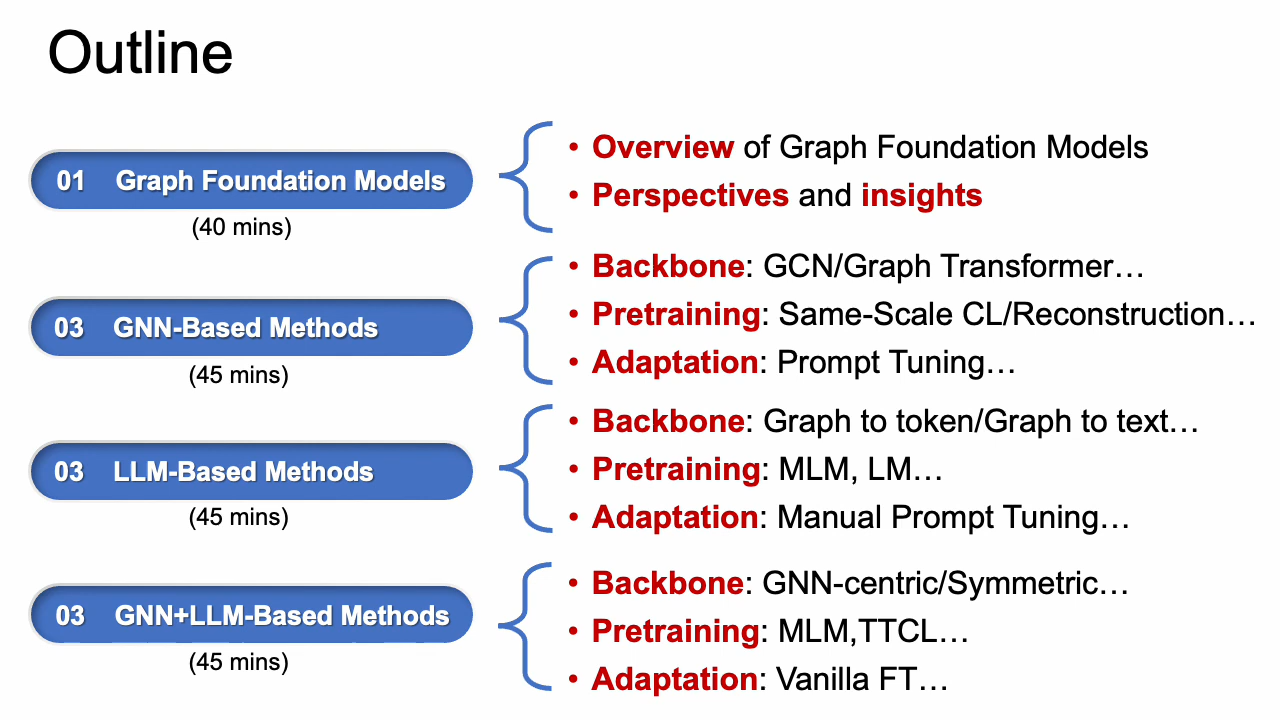 Outline
01 Graph Foundation Models
(40 mins)
• Overview of Graph Foundation Models
• Perspectives and insights
03 GNN-Based Methods
(45 mins)
• Backbone: GCN/Graph Transformer…
• Pretraining: Same-Scale CL/Reconstruction…
• Adaptation: Prompt Tuning…
03 LLM-Based Methods
(45 mins)
• Backbone: Graph to token/Graph to text…
• Pretraining: MLM, LM…
• Adaptation: Manual Prompt Tuning…
03 GNN+LLM-Based Methods
(45 mins)
• Backbone: GNN-centric/Symmetric…
• Pretraining: MLM,TTCL…
• Adaptation: Vanilla FT…